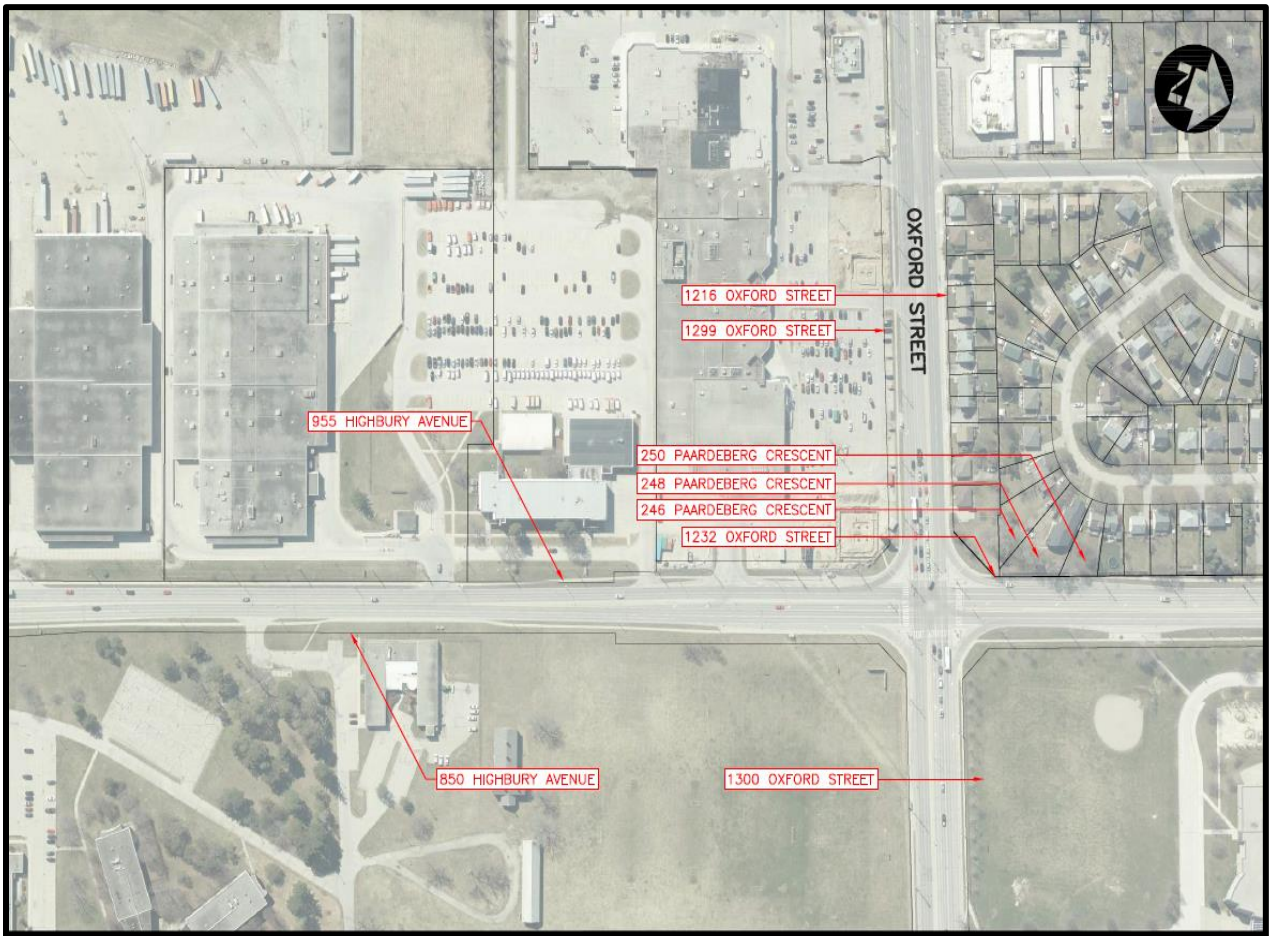 N
OXFORD STREET
1216 OXFORD STREET
1299 OXFORD STREET
955 HIGHBURY AVENUE
250 PAARDEBERG CRESCENT
248 PAARDEBERG CRESCENT
246 PAARDEBERG CRESCENT
1232 OXFORD STREET
850 HIGHBURY AVENUE
1300 OXFORD STREET